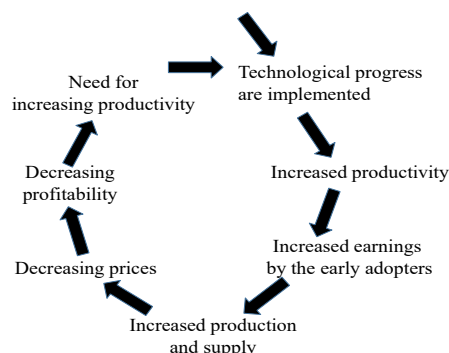 Technological progress
are implemented
Increased productivity
Increased earnings
by the early adopters
Increased production
and supply
Decreasing prices
Decreasing
profitability
Need for
increasing productivity